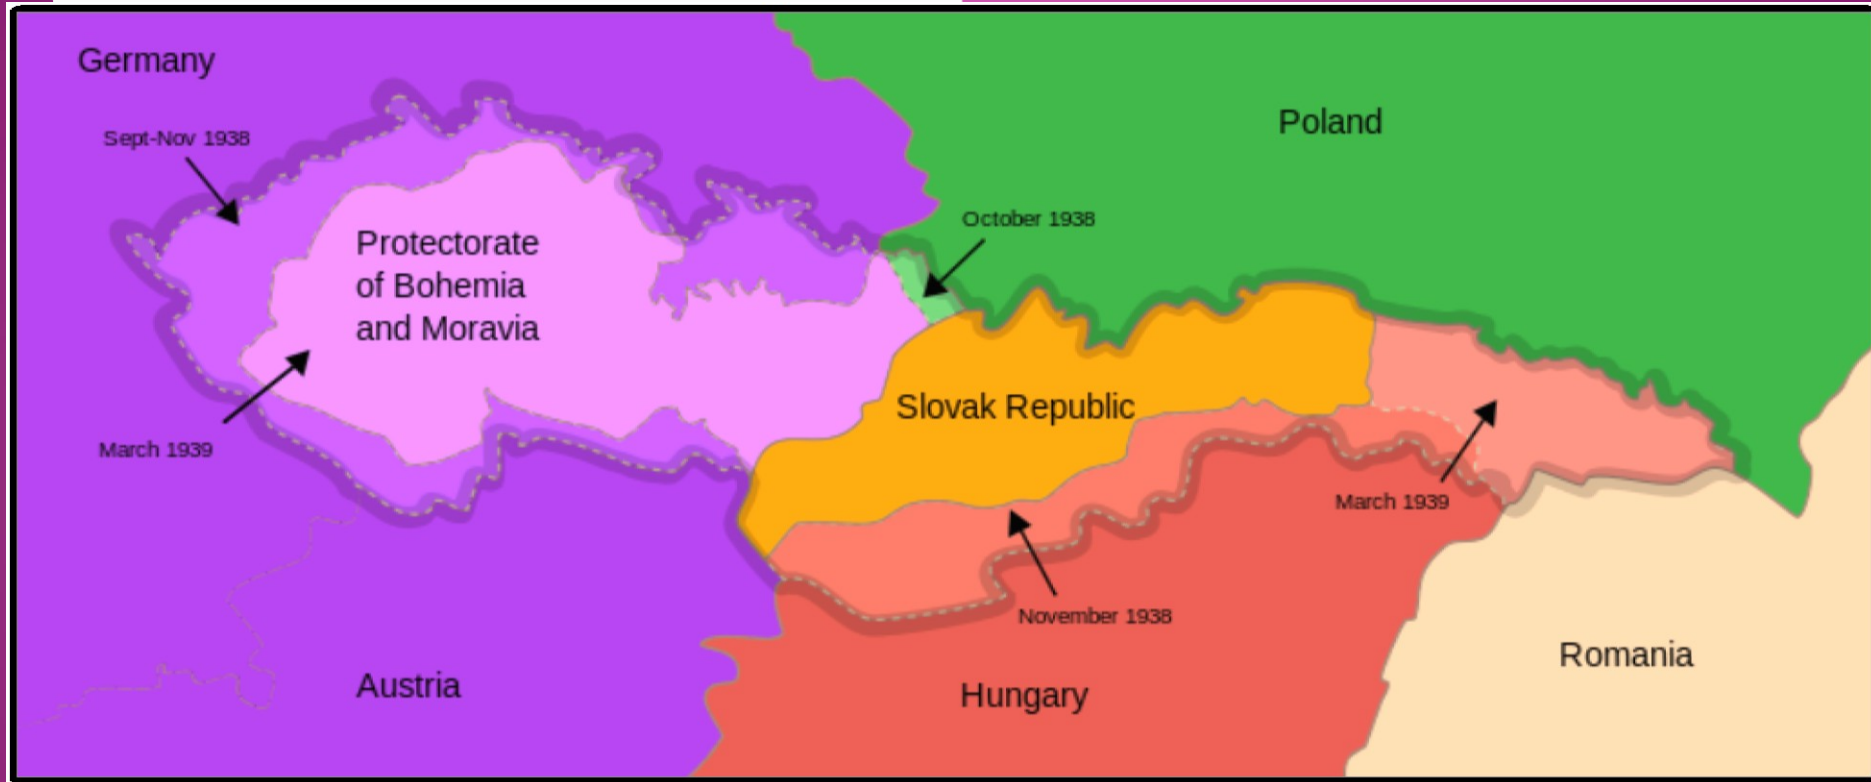 Germany
Poland
Sept-Nov 1938
October 1938
Protectorate
of Bohemia
and Moravia
Slovak Republic
March 1939
March 1939
November 1938
Romania
Austria
Hungary